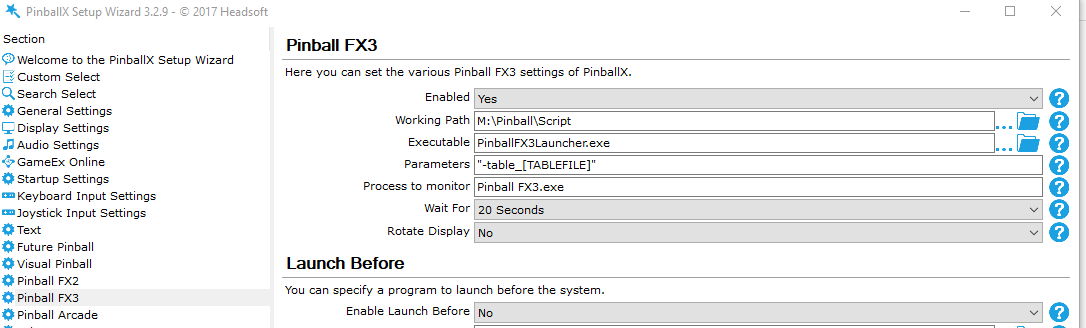 PinballX Setup Wizard 3.2.9 - © 2017 Headsoft
Section
Welcome to the PinballX Setup Wizard
Custom Select
Search Select
General Settings
Display Settings
Audio Settings
GameEx Online
Startup Settings
Keyboard Input Settings
Joystick Input Settings
Text
Future Pinball
Visual Pinball
Pinball FX2
Pinball FX3
Pinball Arcade
Pinball FX3
Here you can set the various Pinball FX3 settings of PinballX.
Enabled Yes ?
Working Path M:\Pinball\Script ... ?
Executable PinballFX3Launcher.exe ... ?
Parameters "-table_[TABLEFILE]" ?
Process to monitor Pinball FX3.exe ?
Wait For 20 Seconds ?
Rotate Display No ?
Launch Before
You can specify a program to launch before the system.
Enable Launch Before No ?